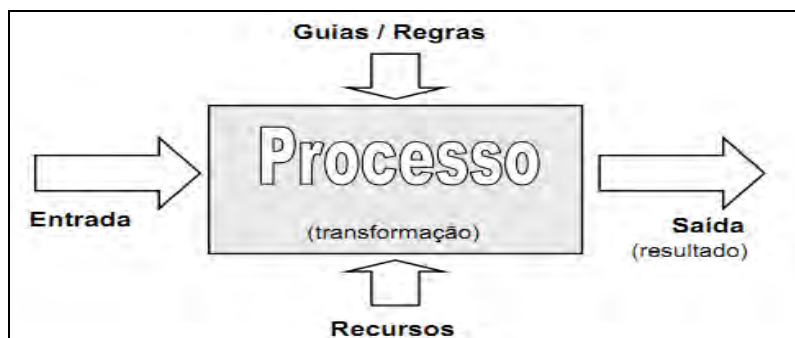 Guias / Regras
Processo
Entrada
(transformação)
Saída
(resultado)
Recursos